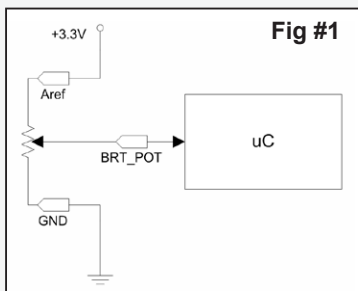 Fig #1
+3.3V
Aref
uC
BRT_POT
GND